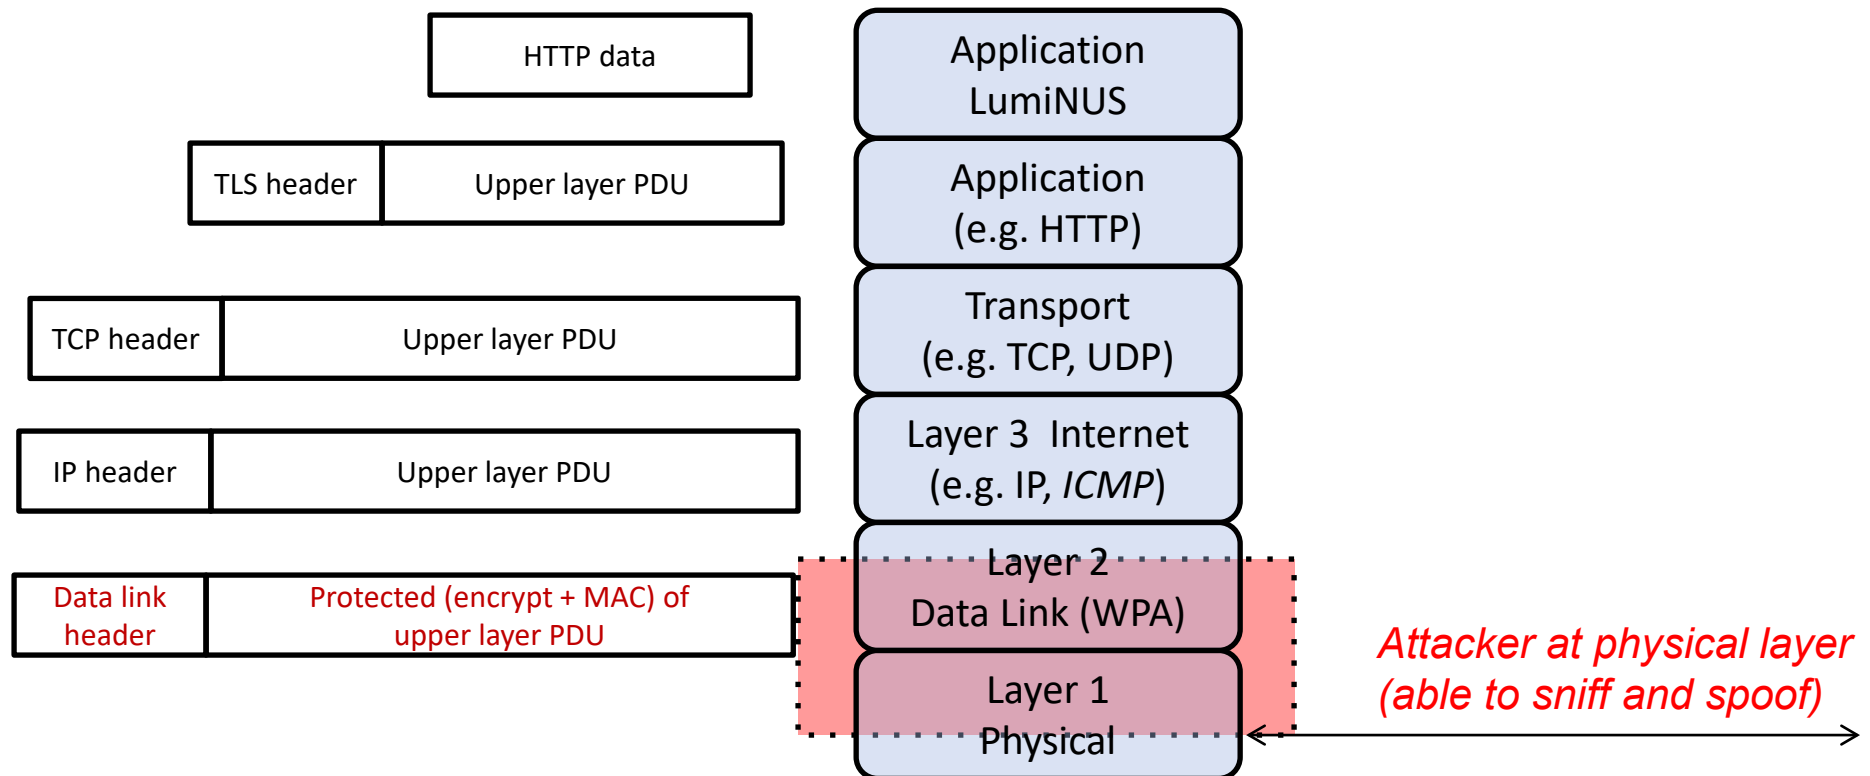 HTTP data
Application
LumiNUS
TLS header
Upper layer PDU
Application
(e.g. HTTP)
TCP header
Upper layer PDU
Transport
(e.g. TCP, UDP)
IP header
Upper layer PDU
Layer 3 Internet
(e.g. IP, ICMP)
Data link
header
Protected (encrypt + MAC) of
upper layer PDU
Layer 2
Data Link (WPA)
Layer 1
Physical
Attacker at physical layer
(able to sniff and spoof)